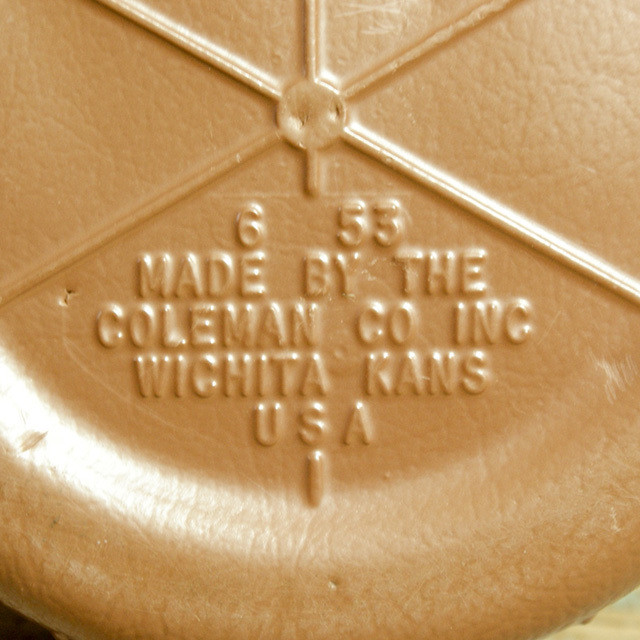 6 53
MADE BY THE
COLEMAN CO INC
WICHITA KANS
USA